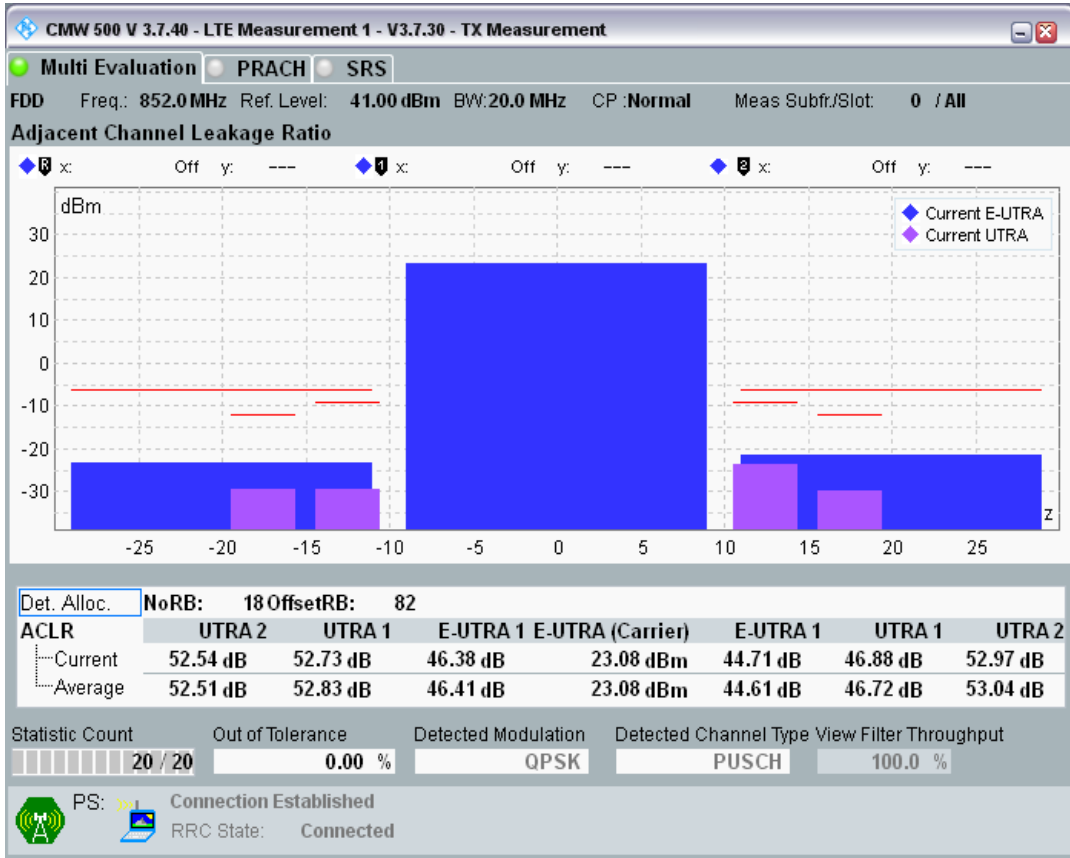 CMW 500 V 3.7.40 - LTE Measurement 1 - V3.7.30 - TX Measurement
Multi Evaluation PRACH SRS
FDD Freq.: 852.0 MHz Ref. Level: 41.00 dBm BW: 20.0 MHz CP : Normal Meas Subfr./Slot: 0 / All
Adjacent Channel Leakage Ratio
R x: Off y: --- 1 x: Off y: --- 2 x: Off y: ---
dBm
Current E-UTRA
Current UTRA
30
20
10
0
-10
-20
-30
z
-25 -20 -15 -10 -5 0 5 10 15 20 25
Det. Alloc. NoRB: 18 OffsetRB: 82
ACLR UTRA 2 UTRA 1 E-UTRA 1 E-UTRA (Carrier) E-UTRA 1 UTRA 1 UTRA 2
Current 52.54 dB 52.73 dB 46.38 dB 23.08 dBm 44.71 dB 46.88 dB 52.97 dB
Average 52.51 dB 52.83 dB 46.41 dB 23.08 dBm 44.61 dB 46.72 dB 53.04 dB
Statistic Count Out of Tolerance Detected Modulation Detected Channel Type View Filter Throughput
20 / 20 0.00 % QPSK PUSCH 100.0 %
PS: Connection Established
RRC State: Connected